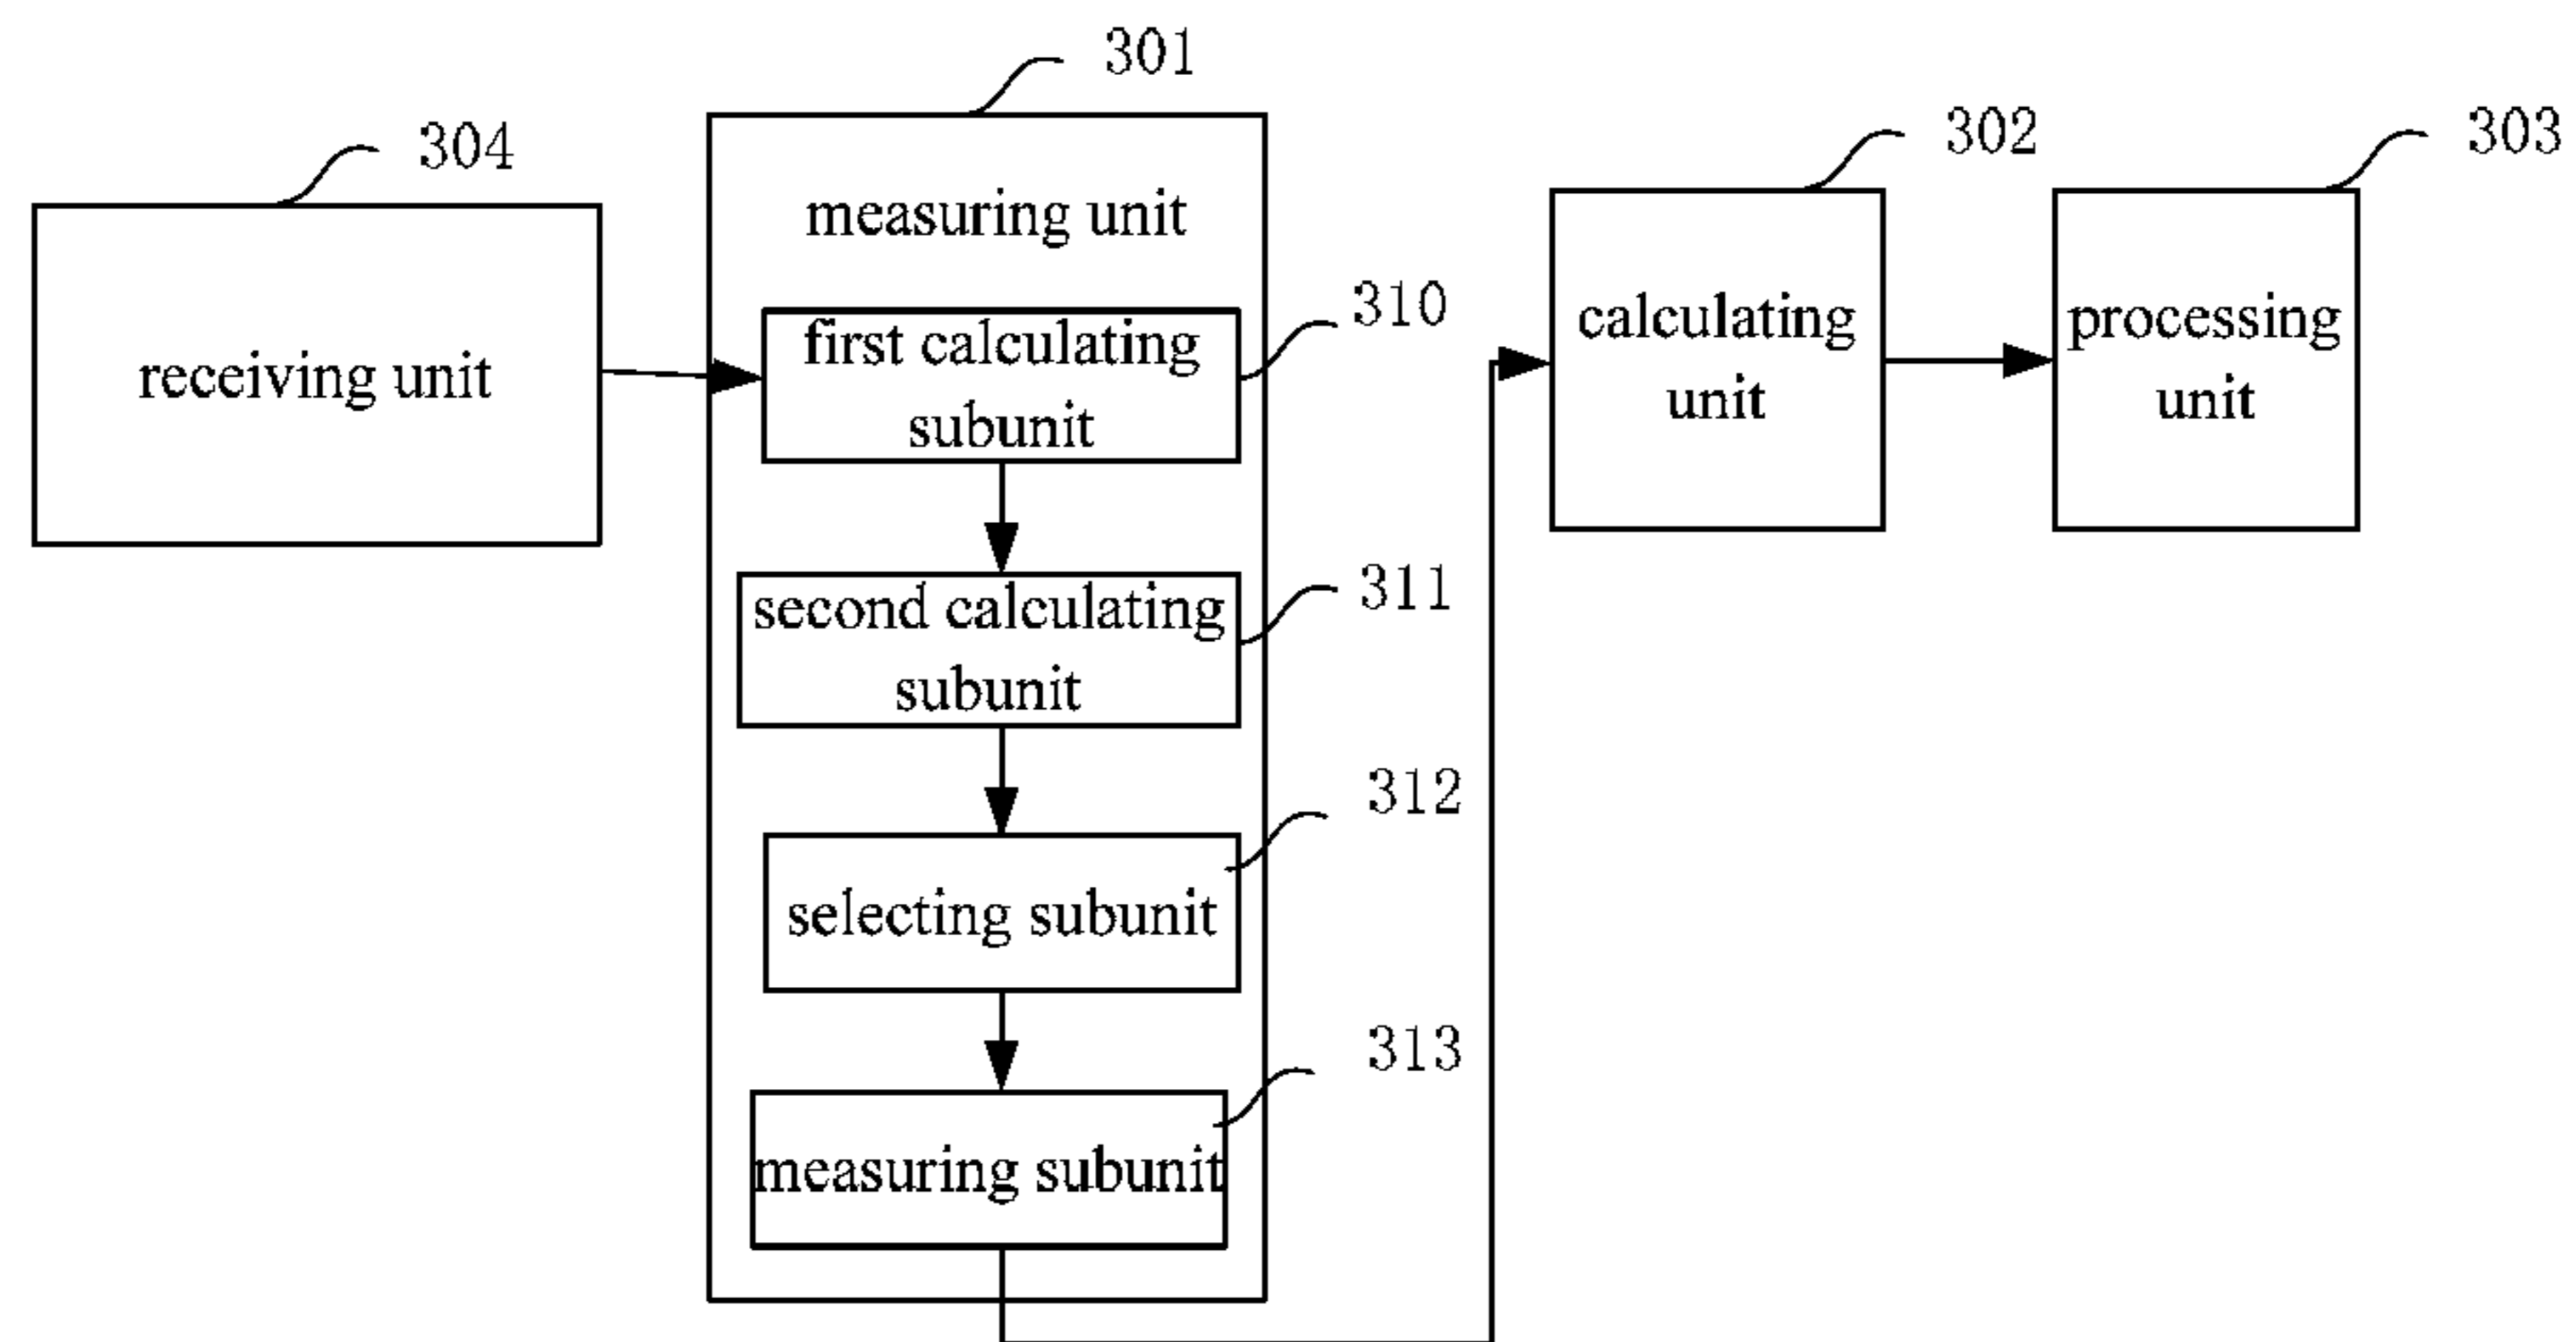 301
304
302
303
measuring unit
receiving unit
310
first calculating
subunit
calculating
unit
processing
unit
311
second calculating
subunit
312
selecting subunit
313
measuring subunit